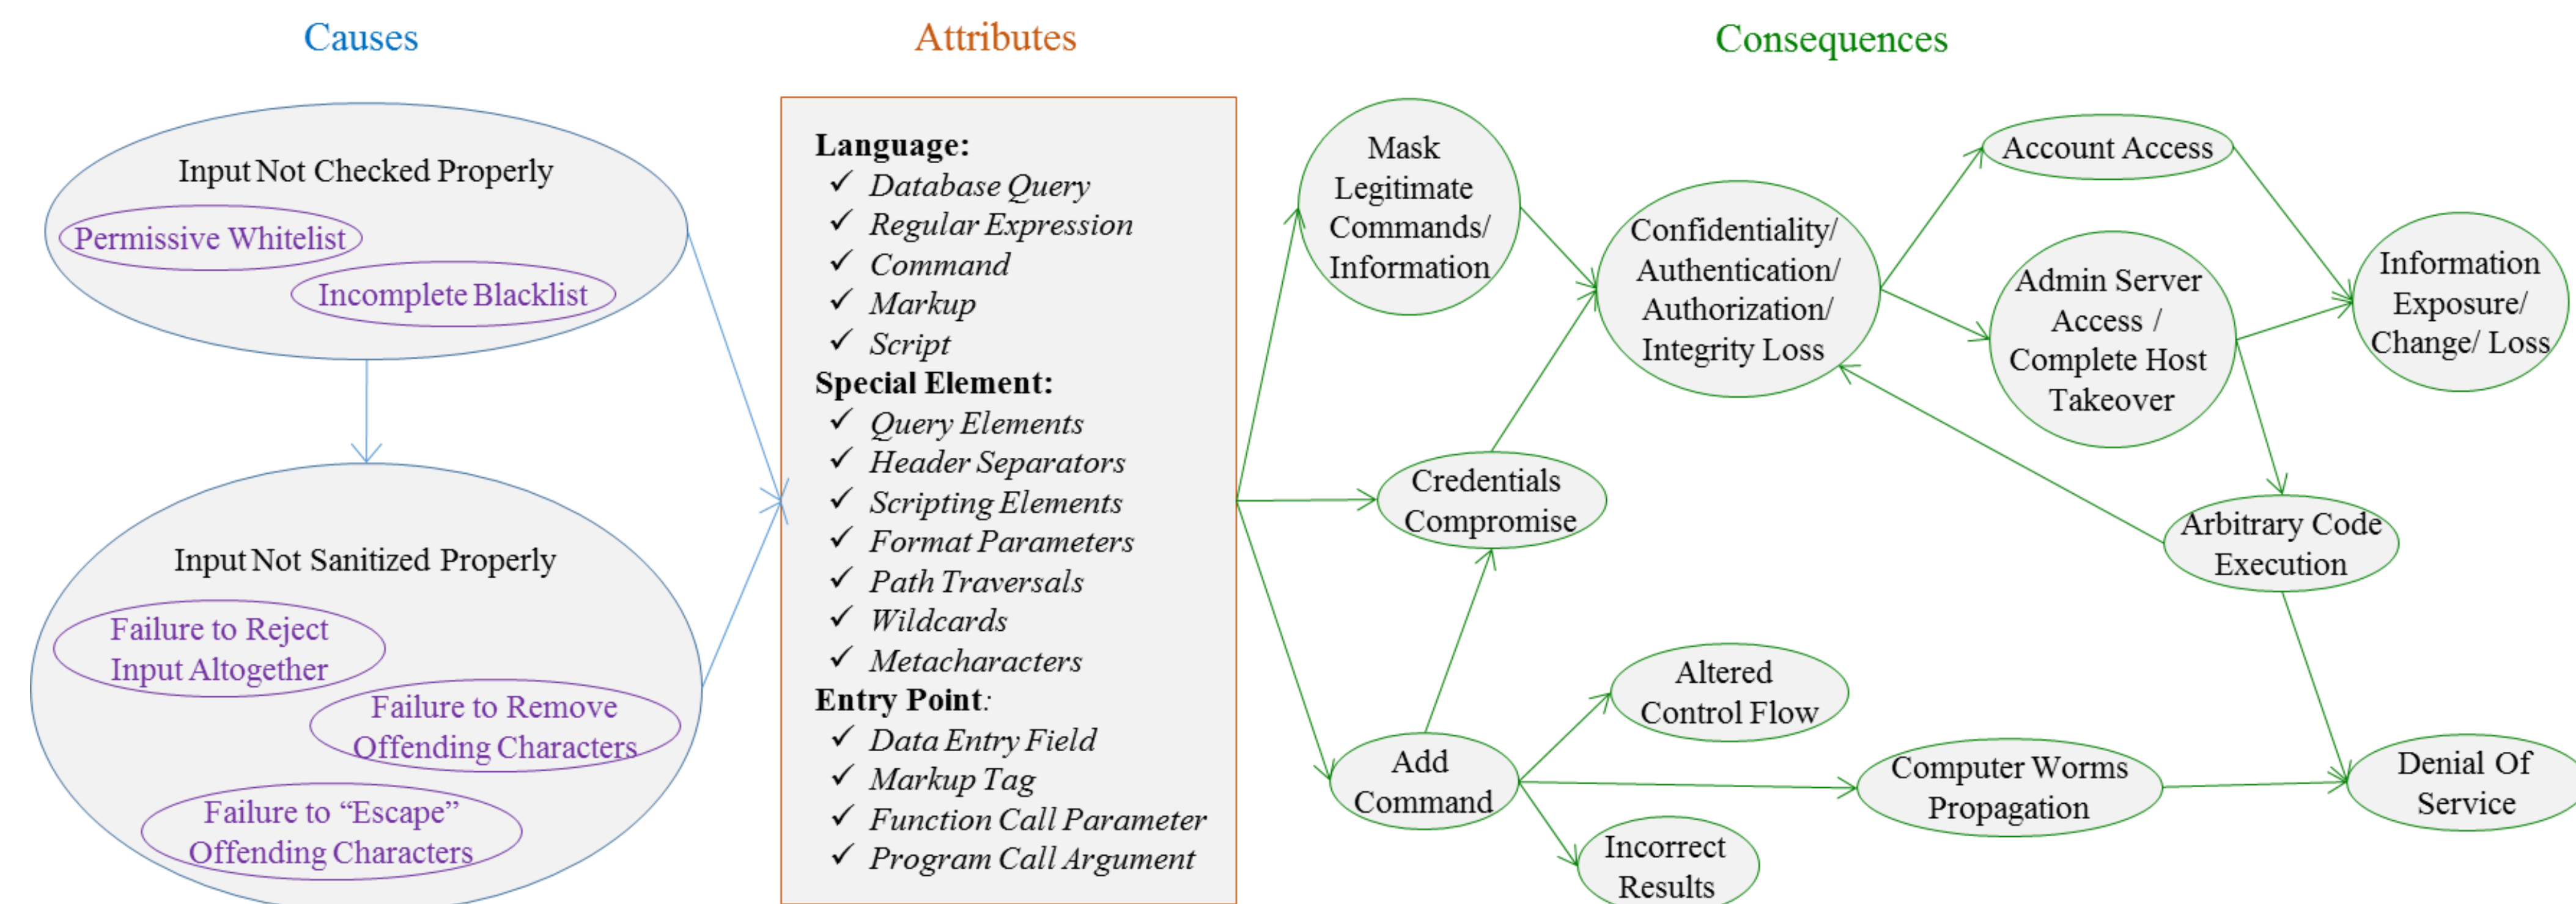 Causes
Attributes
Consequences
Input Not Checked Properly
Permissive Whitelist
Incomplete Blacklist
Input Not Sanitized Properly
Failure to Reject
Input Altogether
Failure to Remove
Offending Characters
Failure to “Escape”
Offending Characters
Language:
✓ Database Query
✓ Regular Expression
✓ Command
✓ Markup
✓ Script
Special Element:
✓ Query Elements
✓ Header Separators
✓ Scripting Elements
✓ Format Parameters
✓ Path Traversals
✓ Wildcards
✓ Metacharacters
Entry Point:
✓ Data Entry Field
✓ Markup Tag
✓ Function Call Parameter
✓ Program Call Argument
Mask
Legitimate
Commands/
Information
Credentials
Compromise
Add
Command
Confidentiality/
Authentication/
Authorization/
Integrity Loss
Altered
Control Flow
Incorrect
Results
Account Access
Admin Server
Access /
Complete Host
Takeover
Computer Worms
Propagation
Information
Exposure/
Change/ Loss
Arbitrary Code
Execution
Denial Of
Service